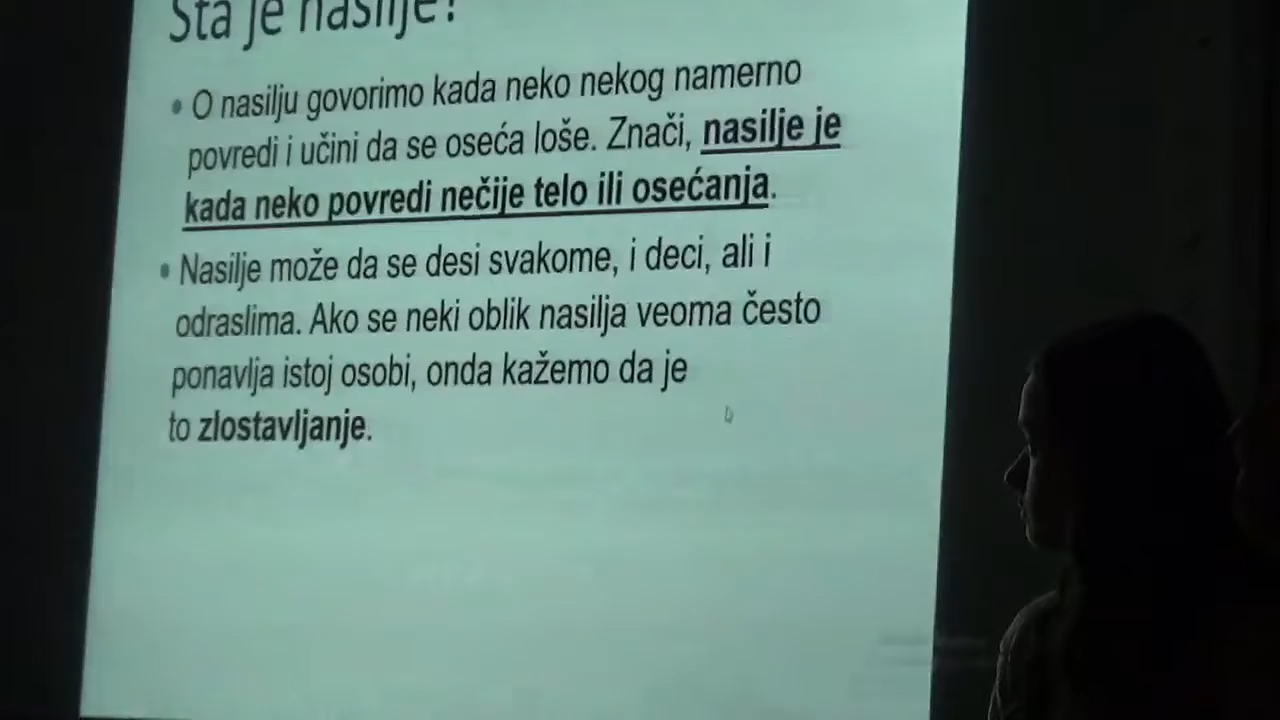 Šta je nasilje?
• O nasilju govorimo kada neko nekog namerno
povredi i učini da se oseća loše. Znači, nasilje je
kada neko povredi nečije telo ili osećanja.
• Nasilje može da se desi svakome, i deci, ali i
odraslima. Ako se neki oblik nasilja veoma često
ponavlja istoj osobi, onda kažemo da je
to zlostavljanje.